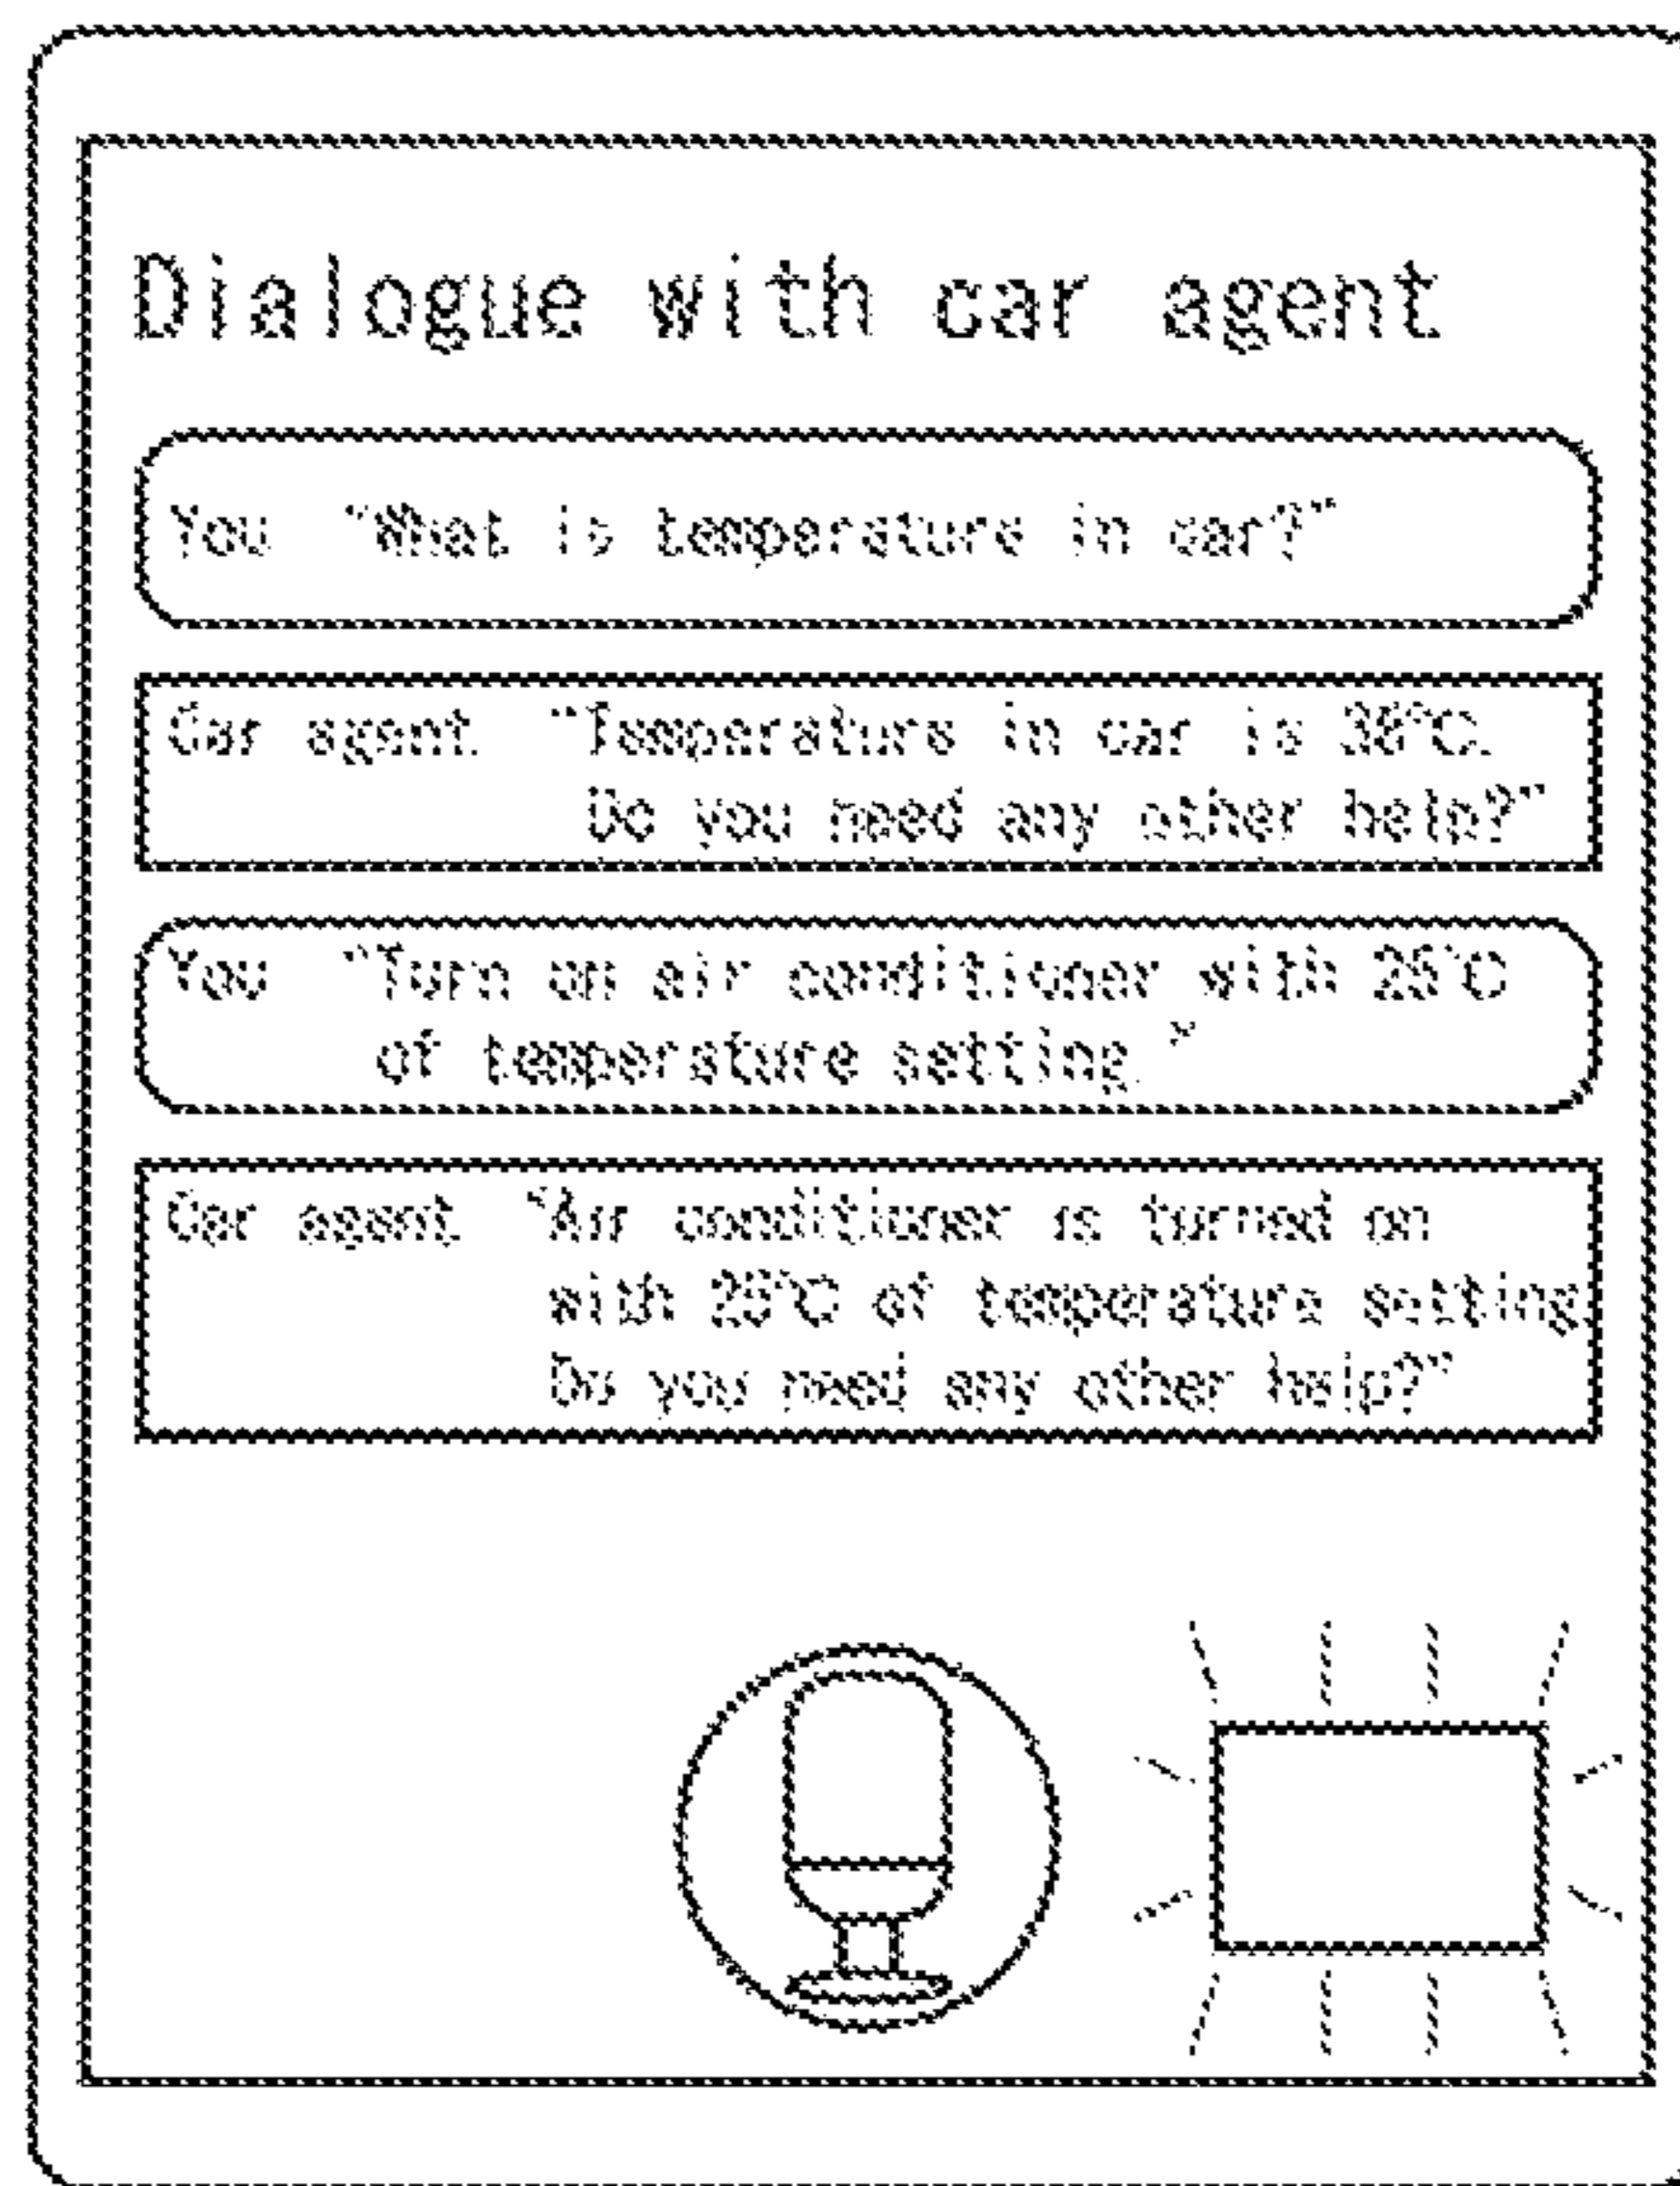 Dialogue with car agent
You "What is temperature in car?"
Car agent "Temperature in car is
Do you need any other help?"
You "Turn on air conditioner with 25°C
of temperature setting."
Car agent "Air conditioner is turned on
with 25°C of temperature setting.
Do you need any other help?"